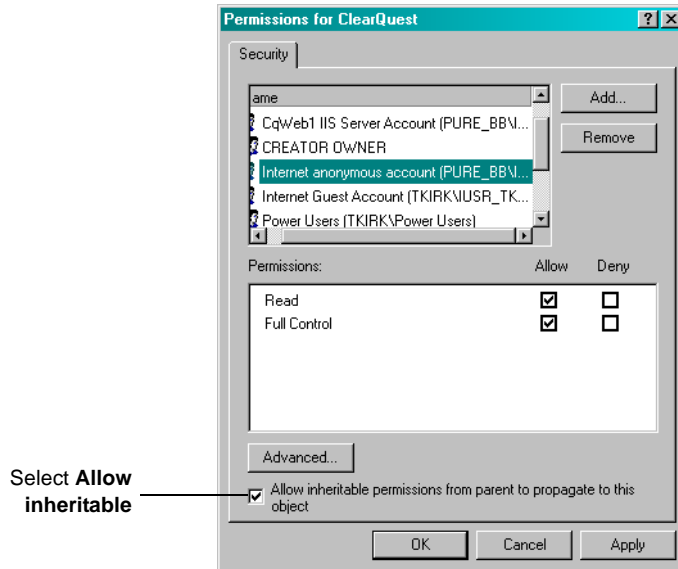 Permissions for ClearQuest
Security
ame
CqWeb1 IIS Server Account (PURE_BB\I...
CREATOR OWNER
Internet anonymous account (PURE_BB\I...
Internet Guest Account (TKIRK\IUSR_TK...
Power Users (TKIRK\Power Users)
Add...
Remove
Permissions: Allow Deny
Read
Full Control
Advanced...
Select Allow
inheritable
Allow inheritable permissions from parent to propagate to this
object
OK Cancel Apply